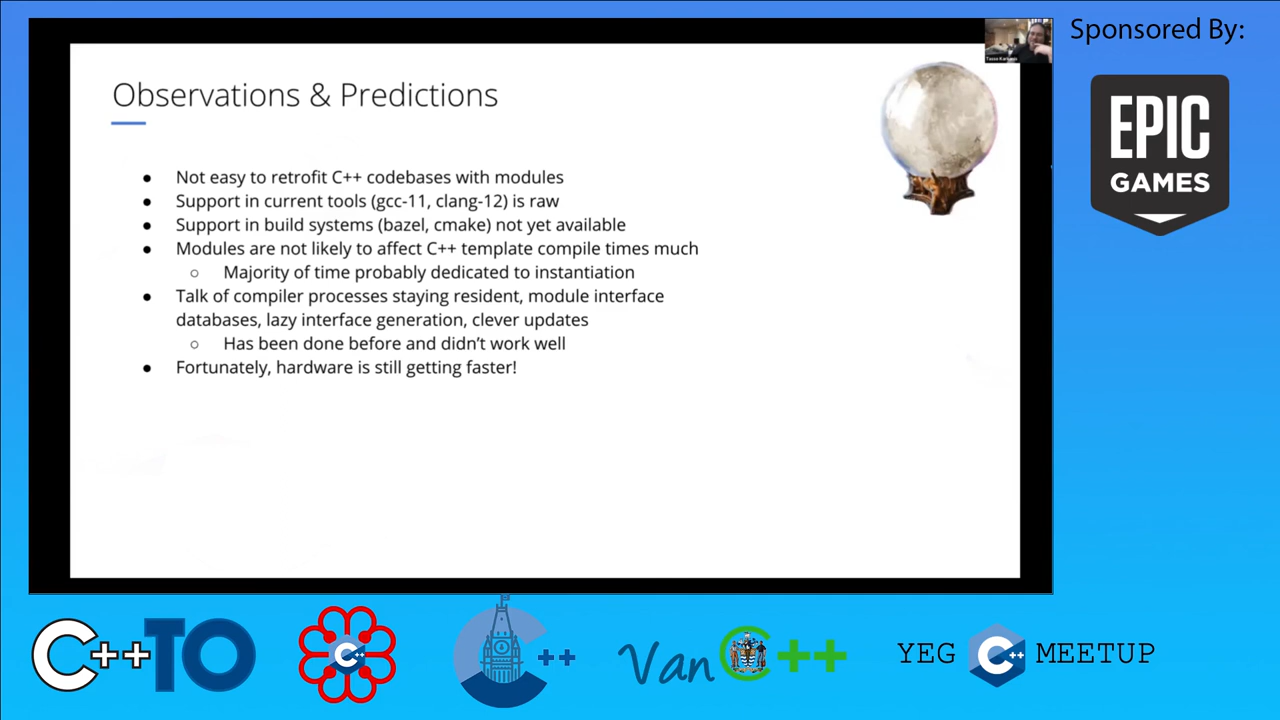 Sponsored By:
EPIC
GAMES
Observations & Predictions
● Not easy to retrofit C++ codebases with modules
● Support in current tools (gcc-11, clang-12) is raw
● Support in build systems (bazel, cmake) not yet available
● Modules are not likely to affect C++ template compile times much
○ Majority of time probably dedicated to instantiation
● Talk of compiler processes staying resident, module interface
databases, lazy interface generation, clever updates
○ Has been done before and didn’t work well
● Fortunately, hardware is still getting faster!
C++TO
C++
C++
Van C++
YEG C++ MEETUP